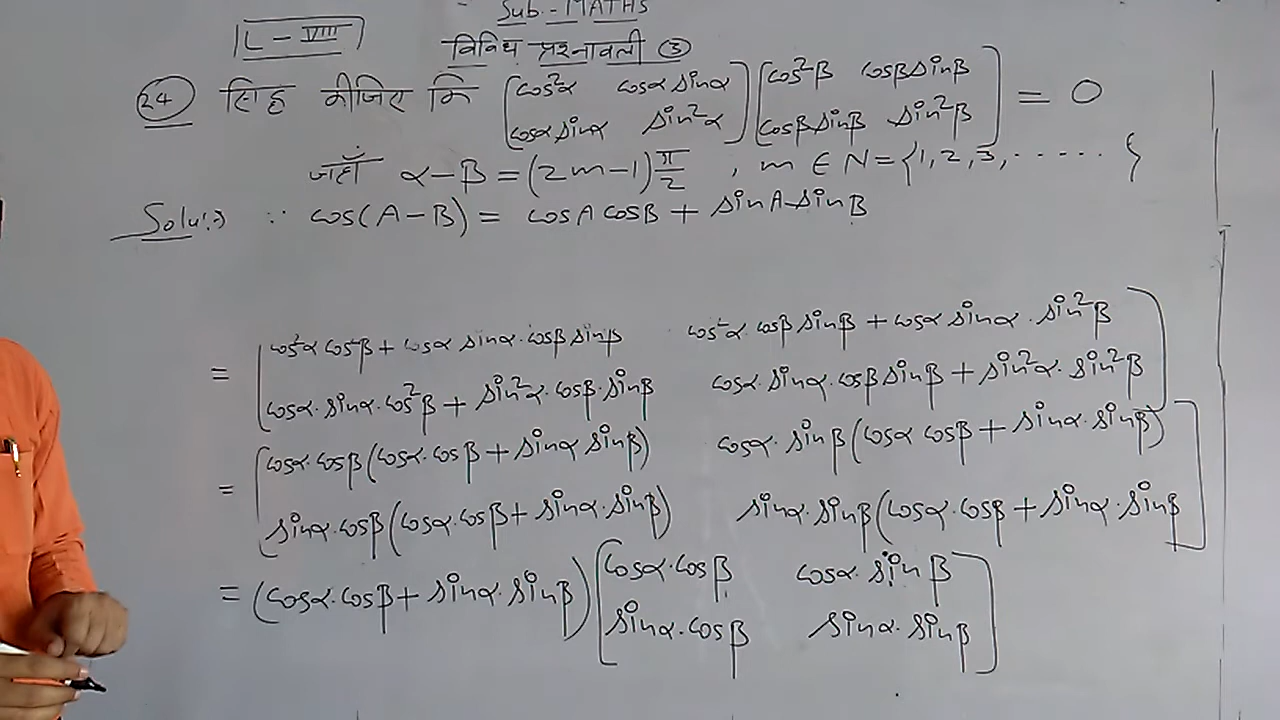 Sub.-MATHS
L-VIII
विविध प्रश्नावली ③
㉔ सिद्ध कीजिए कि [cos²α cosα sinα] [cos²β cosβ sinβ] = 0
[cosα sinα sin²α] [cosβ sinβ sin²β]
जहाँ α-β = (2m-1)π/2 , m ∈ N = {1, 2, 3, ...... }
Solu:⇒ ∵ cos(A-B) = cosA cosB + sinA·sinB
= [cos²α cos²β + cosα sinα·cosβ sinβ cos²α cosβ sinβ + cosα sinα·sin²β]
[cosα·sinα·cos²β + sin²α·cosβ·sinβ cosα·sinα·cosβ sinβ + sin²α·sin²β]
= [cosα·cosβ(cosα·cosβ + sinα sinβ) cosα·sinβ(cosα cosβ + sinα·sinβ)]
[sinα·cosβ(cosα·cosβ + sinα·sinβ) sinα·sinβ(cosα·cosβ + sinα·sinβ]
= (cosα·cosβ + sinα·sinβ) [cosα·cosβ cosα·sinβ]
[sinα·cosβ sinα·sinβ]